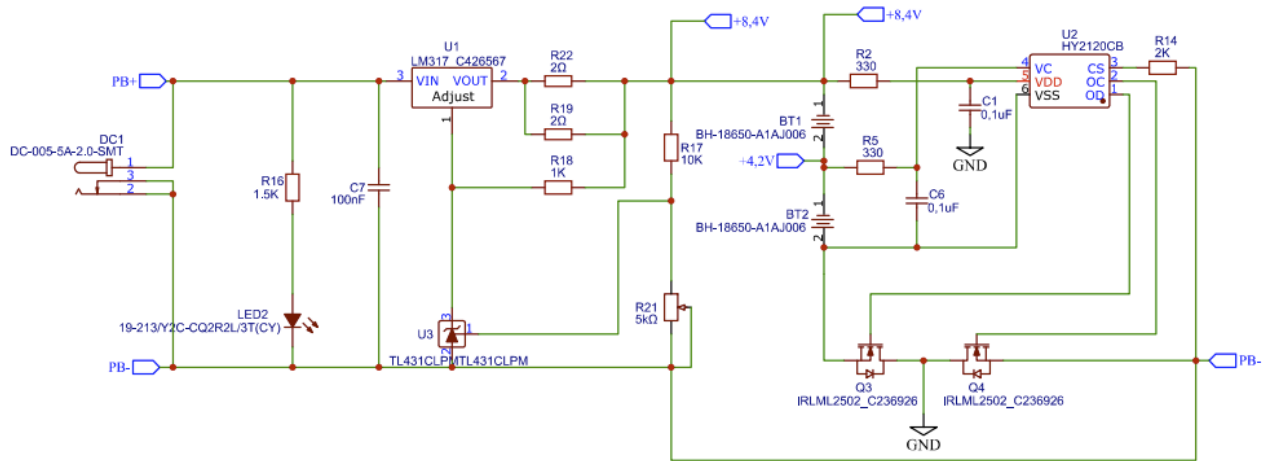 +8,4V
+8,4V
U2
HY2120CB
R14
2K
U1
LM317_C426567
R22
2Ω
R2
330
4
VC
CS
3
5
VDD
OC
2
6
VSS
OD
1
PB+
3
VIN
VOUT
2
Adjust
1
R19
2Ω
C1
0,1uF
GND
1
BT1
BH-18650-A1AJ006
2
R17
10K
DC1
DC-005-5A-2.0-SMT
1
3
2
R16
1.5K
C7
100nF
R18
1K
+4,2V
R5
330
C6
0,1uF
1
BT2
BH-18650-A1AJ006
2
LED2
19-213/Y2C-CQ2R2L/3T(CY)
R21
5kΩ
3
U3
1
2
TL431CLPMTL431CLPM
PB-
PB-
Q3
IRLML2502_C236926
Q4
IRLML2502_C236926
GND